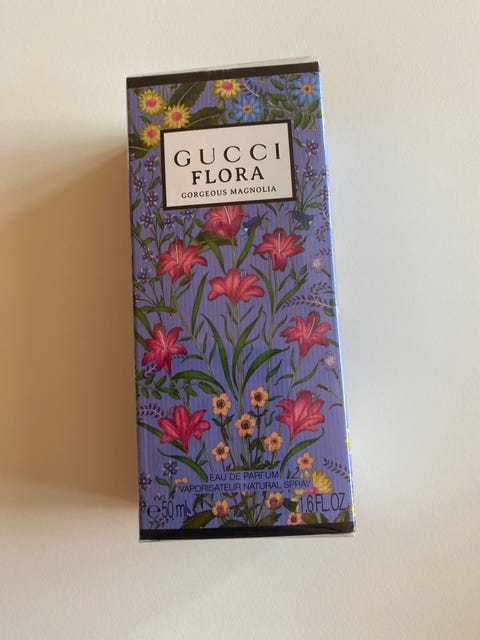 GUCCI
FLORA
GORGEOUS MAGNOLIA
EAU DE PARFUM
VAPORISATEUR NATURAL SPRAY
℮50 ml 1.6 FL.OZ